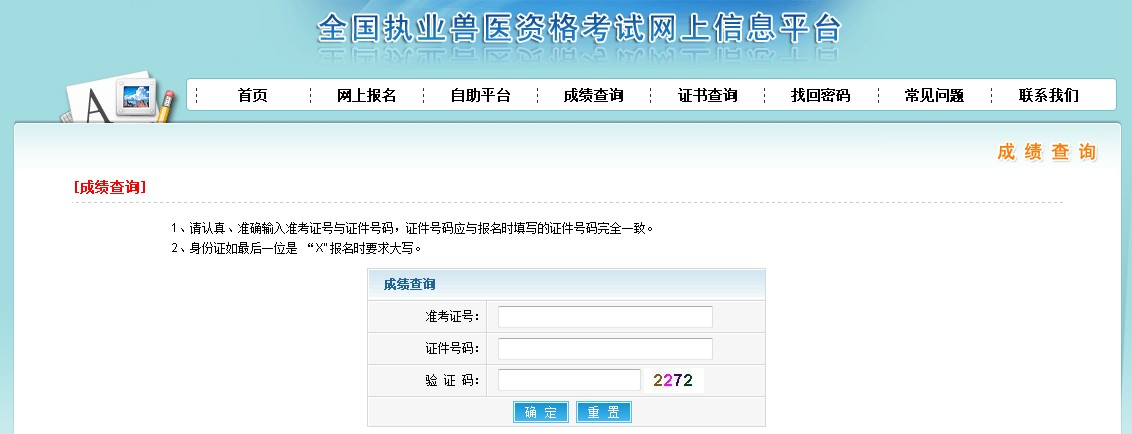 全国执业兽医资格考试网上信息平台
A
首页 网上报名 自助平台 成绩查询 证书查询 找回密码 常见问题 联系我们
成绩查询
[成绩查询]
1、请认真、准确输入准考证号与证件号码，证件号码应与报名时填写的证件号码完全一致。
2、身份证如最后一位是 “X”报名时要求大写。
成绩查询
准考证号：
证件号码：
验 证 码： 2272
确 定 重 置